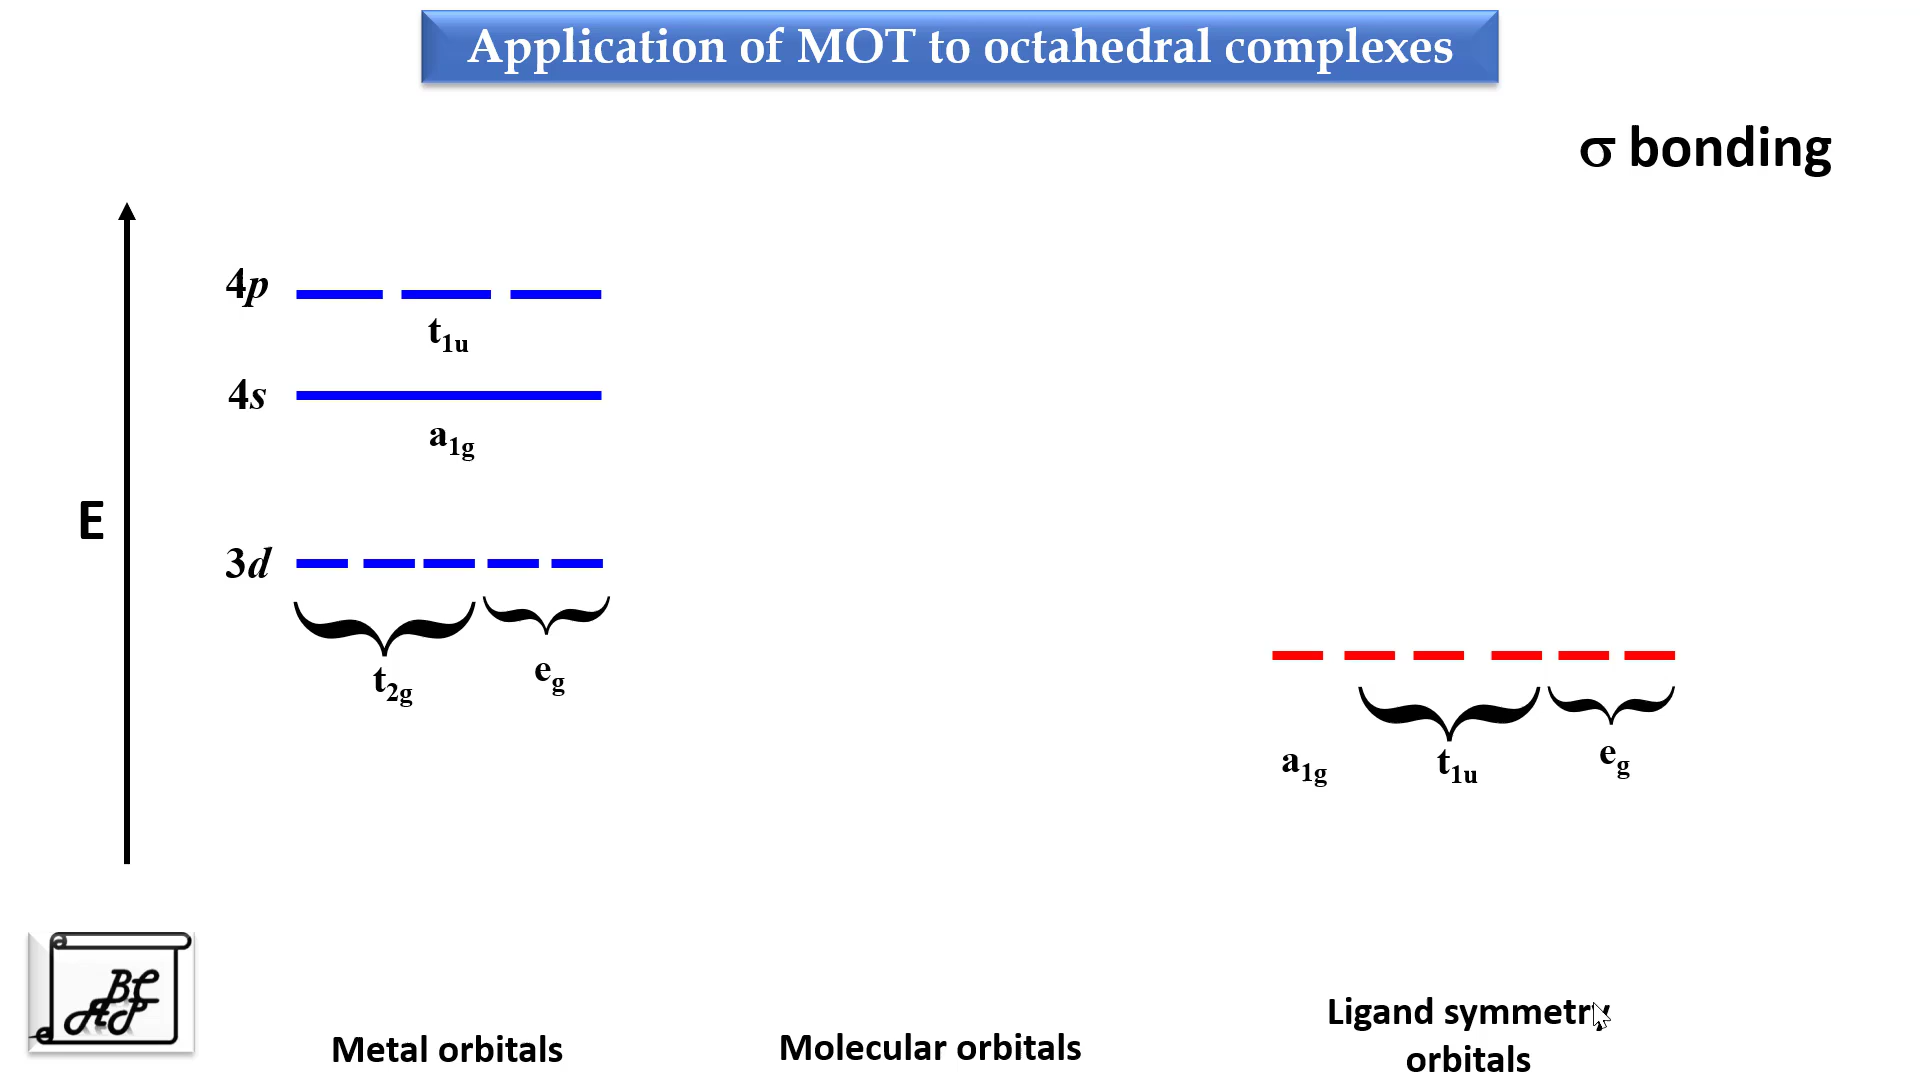 Application of MOT to octahedral complexes
σ bonding
E
4p
t1u
4s
a1g
3d
t2g
eg
a1g
t1u
eg
Metal orbitals
Molecular orbitals
Ligand symmetry
orbitals